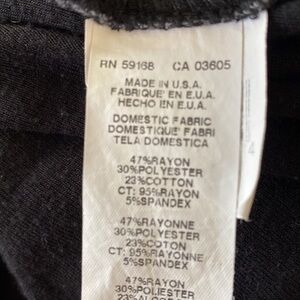 RN 59168 CA 03605
MADE IN U.S.A.
FABRIQUE' EN E.U.A.
HECHO EN E.U.A.
DOMESTIC FABRIC
DOMESTIQUE' FABRI
TELA DOMESTICA
47%RAYON
30%POLYESTER
23%COTTON
CT: 95%RAYON
5%SPANDEX
47%RAYONNE
30%POLYESTER
23%COTON
CT: 95%RAYONNE
5%SPANDEX
47%RAYON
30%POLIESTER